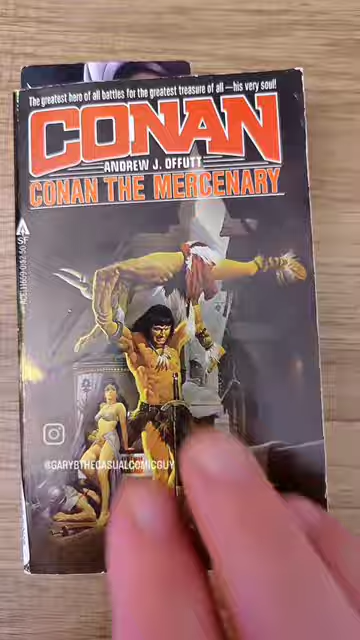 The greatest hero of all battles for the greatest treasure of all—his very soul!
CONAN
ANDREW J. OFFUTT
CONAN THE MERCENARY
SF
@GARYBTHECASUALCOMICGUY